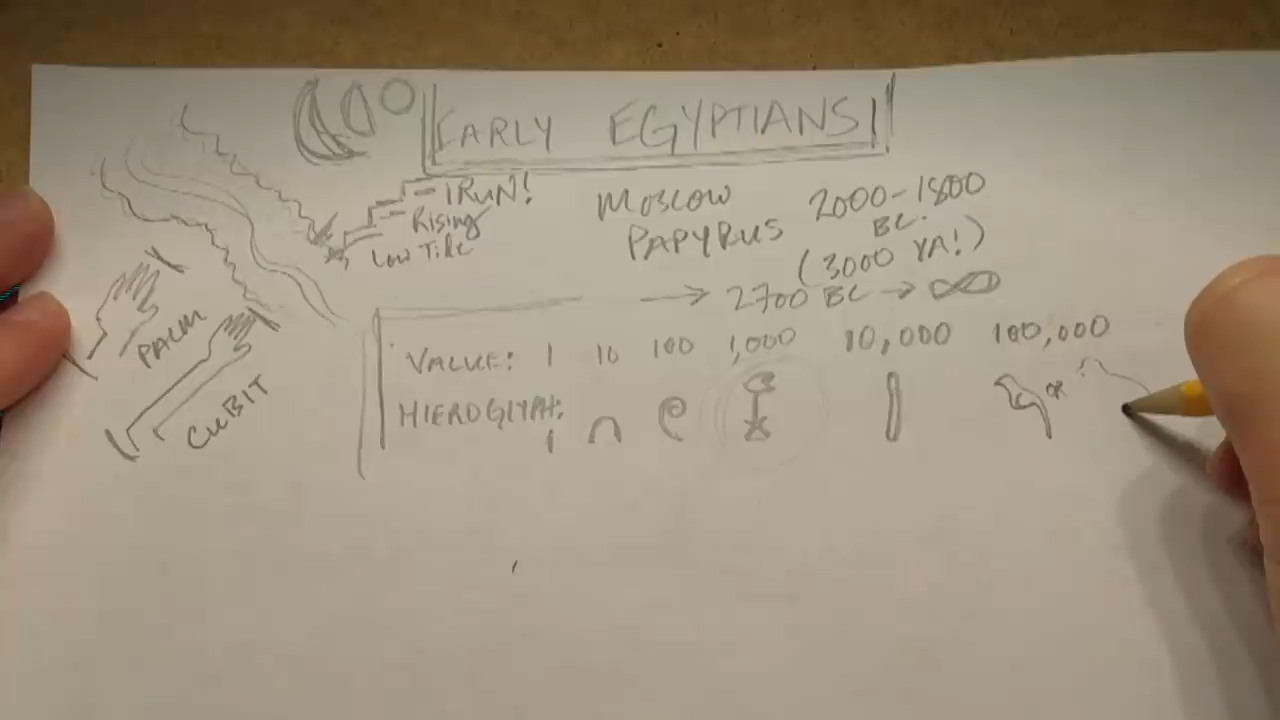 EARLY EGYPTIANS!
RUN!
Rising
Low Tide
MOSCOW
PAPYRUS
2000-1800
BC.
(3000 YA!)
→ 2700 BC → ∞
PALM
CUBIT
VALUE: 1 10 100 1,000 10,000 100,000
HIEROGLYPH:
OR